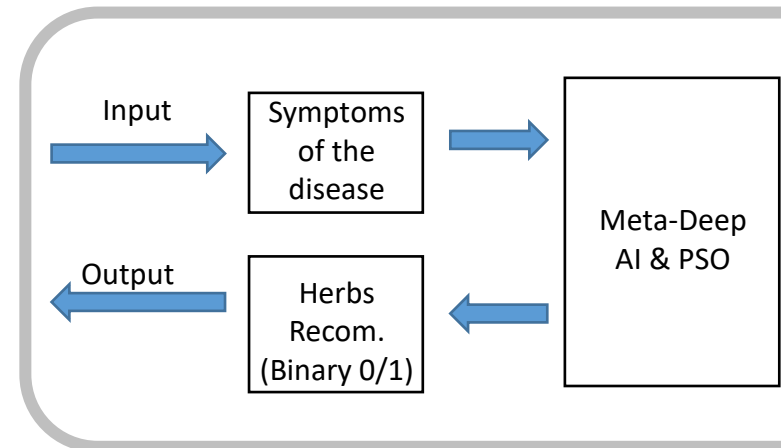 Input
Symptoms
of the
disease
Meta-Deep
AI & PSO
Output
Herbs
Recom.
(Binary 0/1)